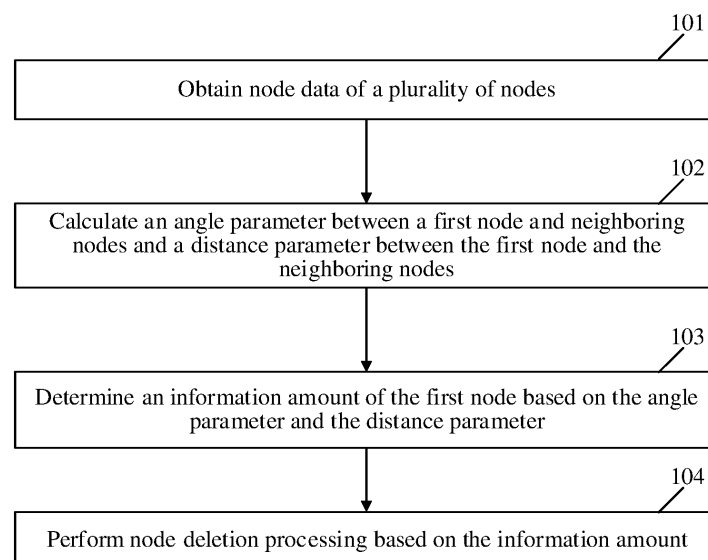 101
Obtain node data of a plurality of nodes
102
Calculate an angle parameter between a first node and neighboring
nodes and a distance parameter between the first node and the
neighboring nodes
103
Determine an information amount of the first node based on the angle
parameter and the distance parameter
104
Perform node deletion processing based on the information amount